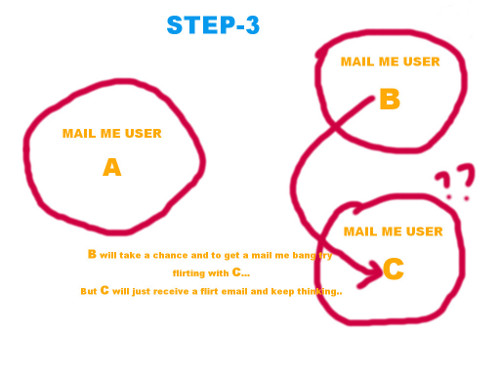 STEP-3
MAIL ME USER
B
MAIL ME USER
A
??
MAIL ME USER
C
B will take a chance and to get a mail me bang try
flirting with C...
But C will just receive a flirt email and keep thinking..